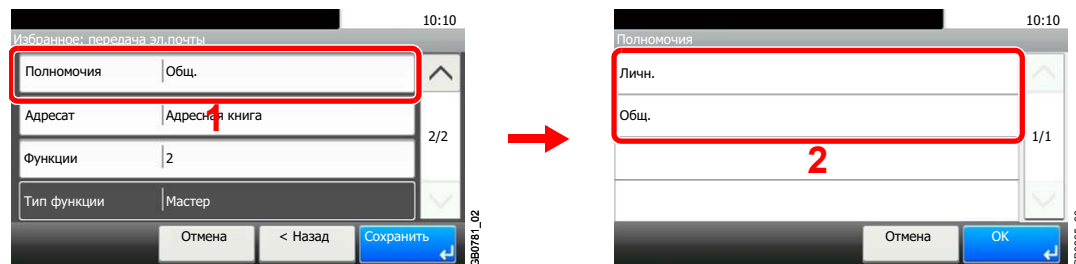 10:10
Избранное: передача эл.почты
Полномочия Общ.
1
Адресат Адресная книга
2/2
Функции 2
Тип функции Мастер
Отмена < Назад Сохранить
GB0781_02
10:10
Полномочия
Личн.
Общ.
1/1
2
Отмена OK